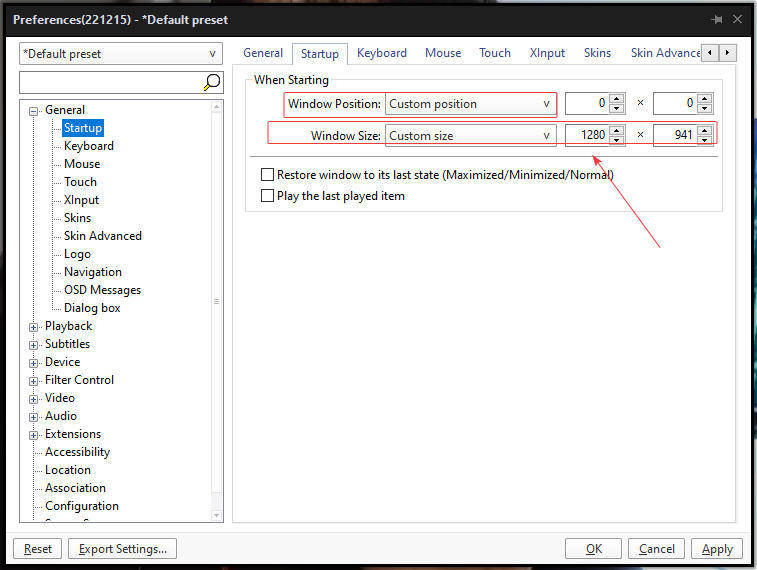 Preferences(221215) - *Default preset
*Default preset
General
Startup
Keyboard
Mouse
Touch
XInput
Skins
Skin Advanced
Logo
Navigation
OSD Messages
Dialog box
Playback
Subtitles
Device
Filter Control
Video
Audio
Extensions
Accessibility
Location
Association
Configuration
General Startup Keyboard Mouse Touch XInput Skins Skin Advance
When Starting
Window Position: Custom position 0 × 0
Window Size: Custom size 1280 × 941
Restore window to its last state (Maximized/Minimized/Normal)
Play the last played item
Reset Export Settings... OK Cancel Apply